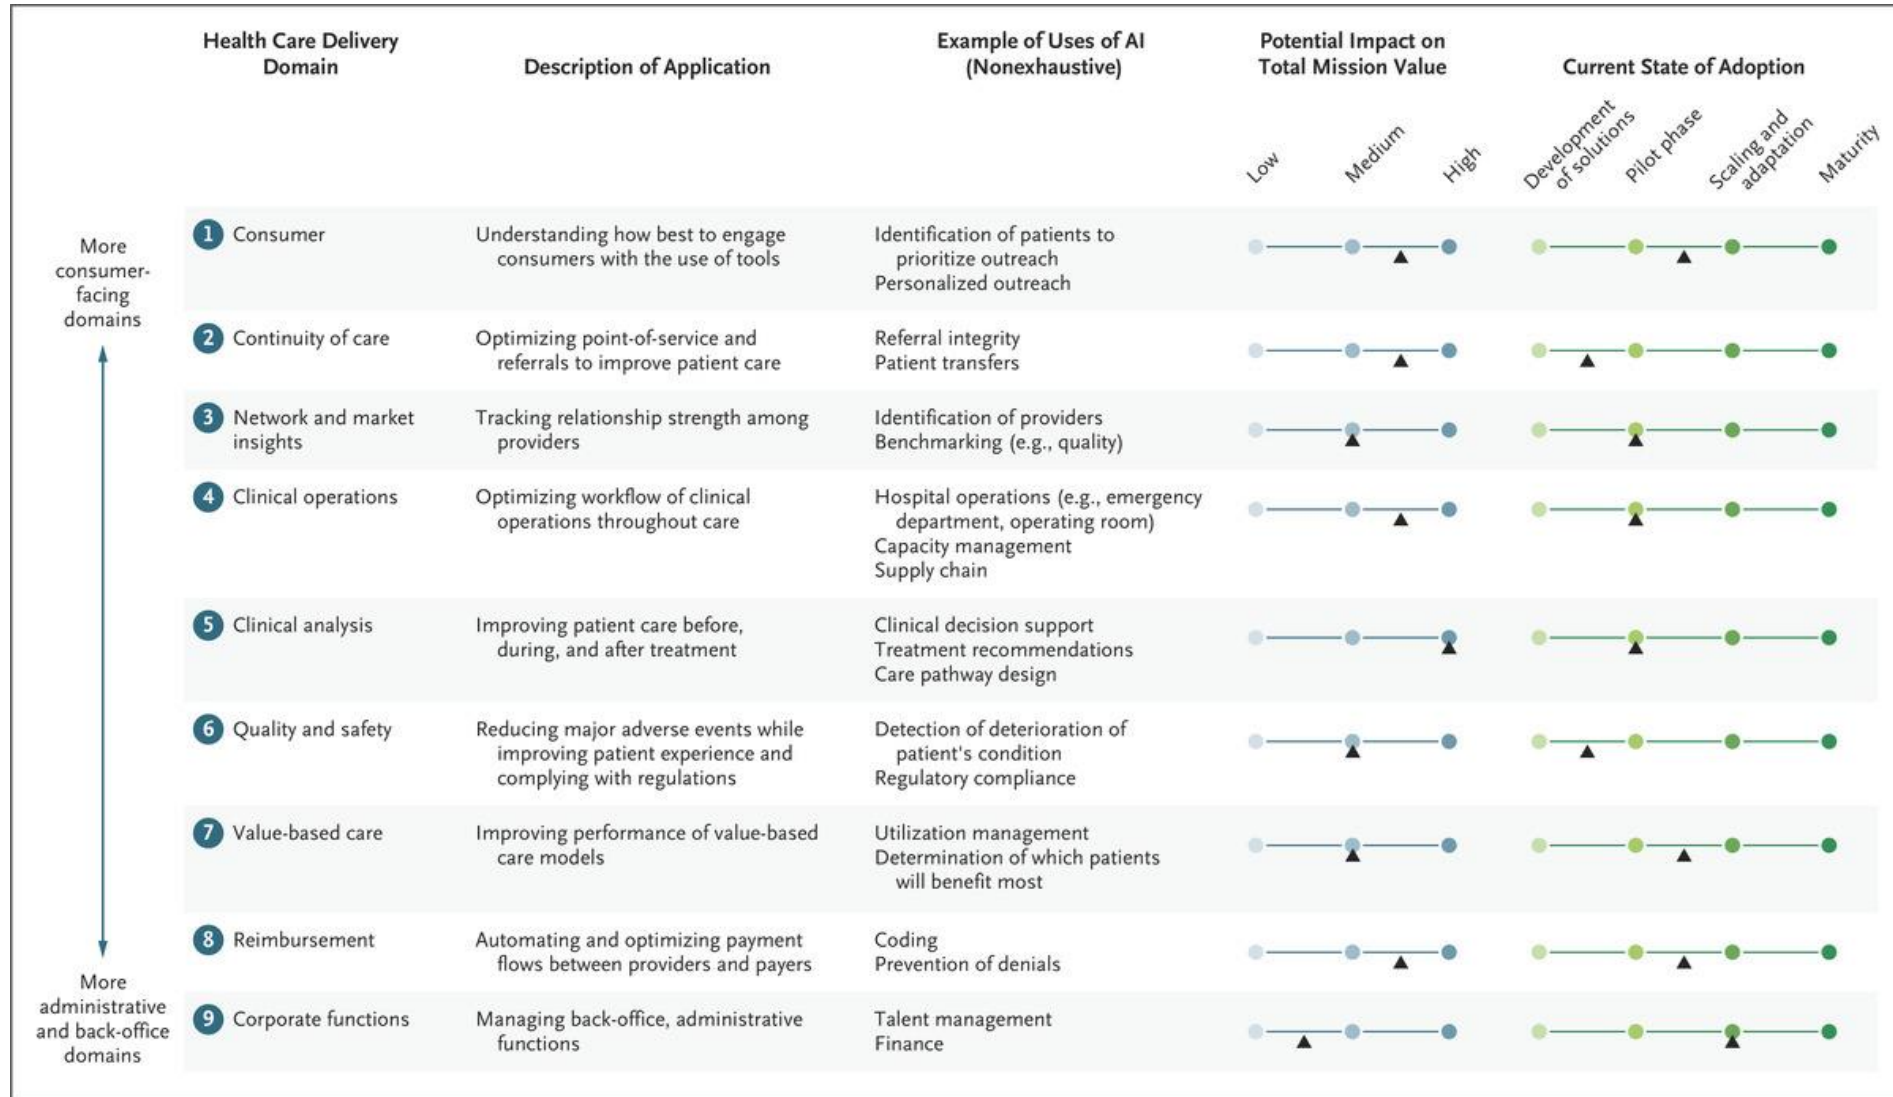 Health Care Delivery
Domain
Description of Application
Example of Uses of AI
(Nonexhaustive)
Potential Impact on
Total Mission Value
Current State of Adoption
Low
Medium
High
Development
of solutions
Pilot phase
Scaling and
adaptation
Maturity
More
consumer-
facing
domains
1 Consumer
Understanding how best to engage
consumers with the use of tools
Identification of patients to
prioritize outreach
Personalized outreach
2 Continuity of care
Optimizing point-of-service and
referrals to improve patient care
Referral integrity
Patient transfers
3 Network and market
insights
Tracking relationship strength among
providers
Identification of providers
Benchmarking (e.g., quality)
4 Clinical operations
Optimizing workflow of clinical
operations throughout care
Hospital operations (e.g., emergency
department, operating room)
Capacity management
Supply chain
5 Clinical analysis
Improving patient care before,
during, and after treatment
Clinical decision support
Treatment recommendations
Care pathway design
6 Quality and safety
Reducing major adverse events while
improving patient experience and
complying with regulations
Detection of deterioration of
patient's condition
Regulatory compliance
7 Value-based care
Improving performance of value-based
care models
Utilization management
Determination of which patients
will benefit most
8 Reimbursement
Automating and optimizing payment
flows between providers and payers
Coding
Prevention of denials
More
administrative
and back-office
domains
9 Corporate functions
Managing back-office, administrative
functions
Talent management
Finance